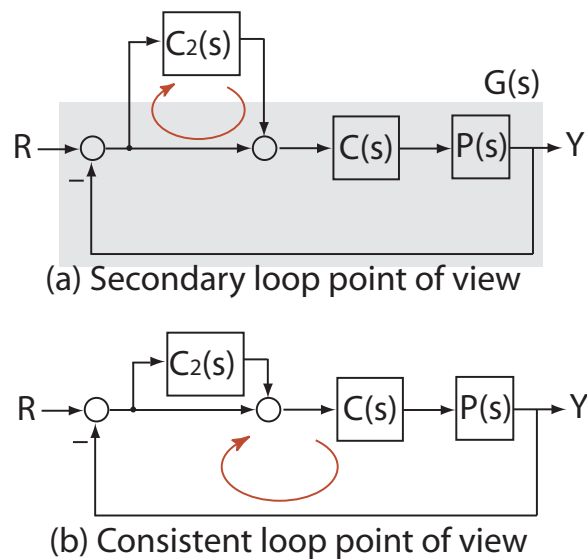 C₂(s)
G(s)
R
C(s)
P(s)
Y
−
(a) Secondary loop point of view
C₂(s)
R
C(s)
P(s)
Y
−
(b) Consistent loop point of view